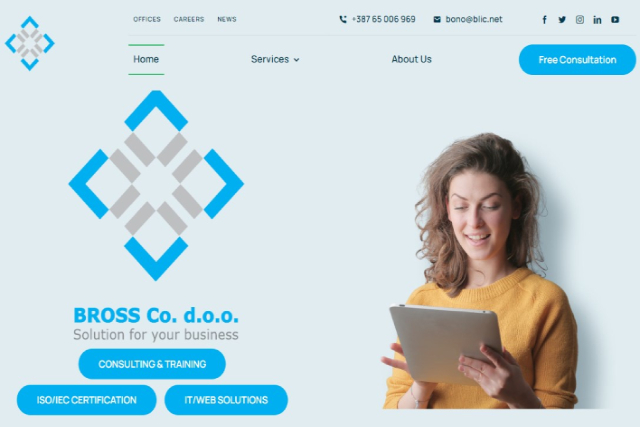 OFFICES CAREERS NEWS +387 65 006 969 bono@blic.net
Home Services About Us Free Consultation
BROSS Co. d.o.o.
Solution for your business
CONSULTING & TRAINING
ISO/IEC CERTIFICATION IT/WEB SOLUTIONS